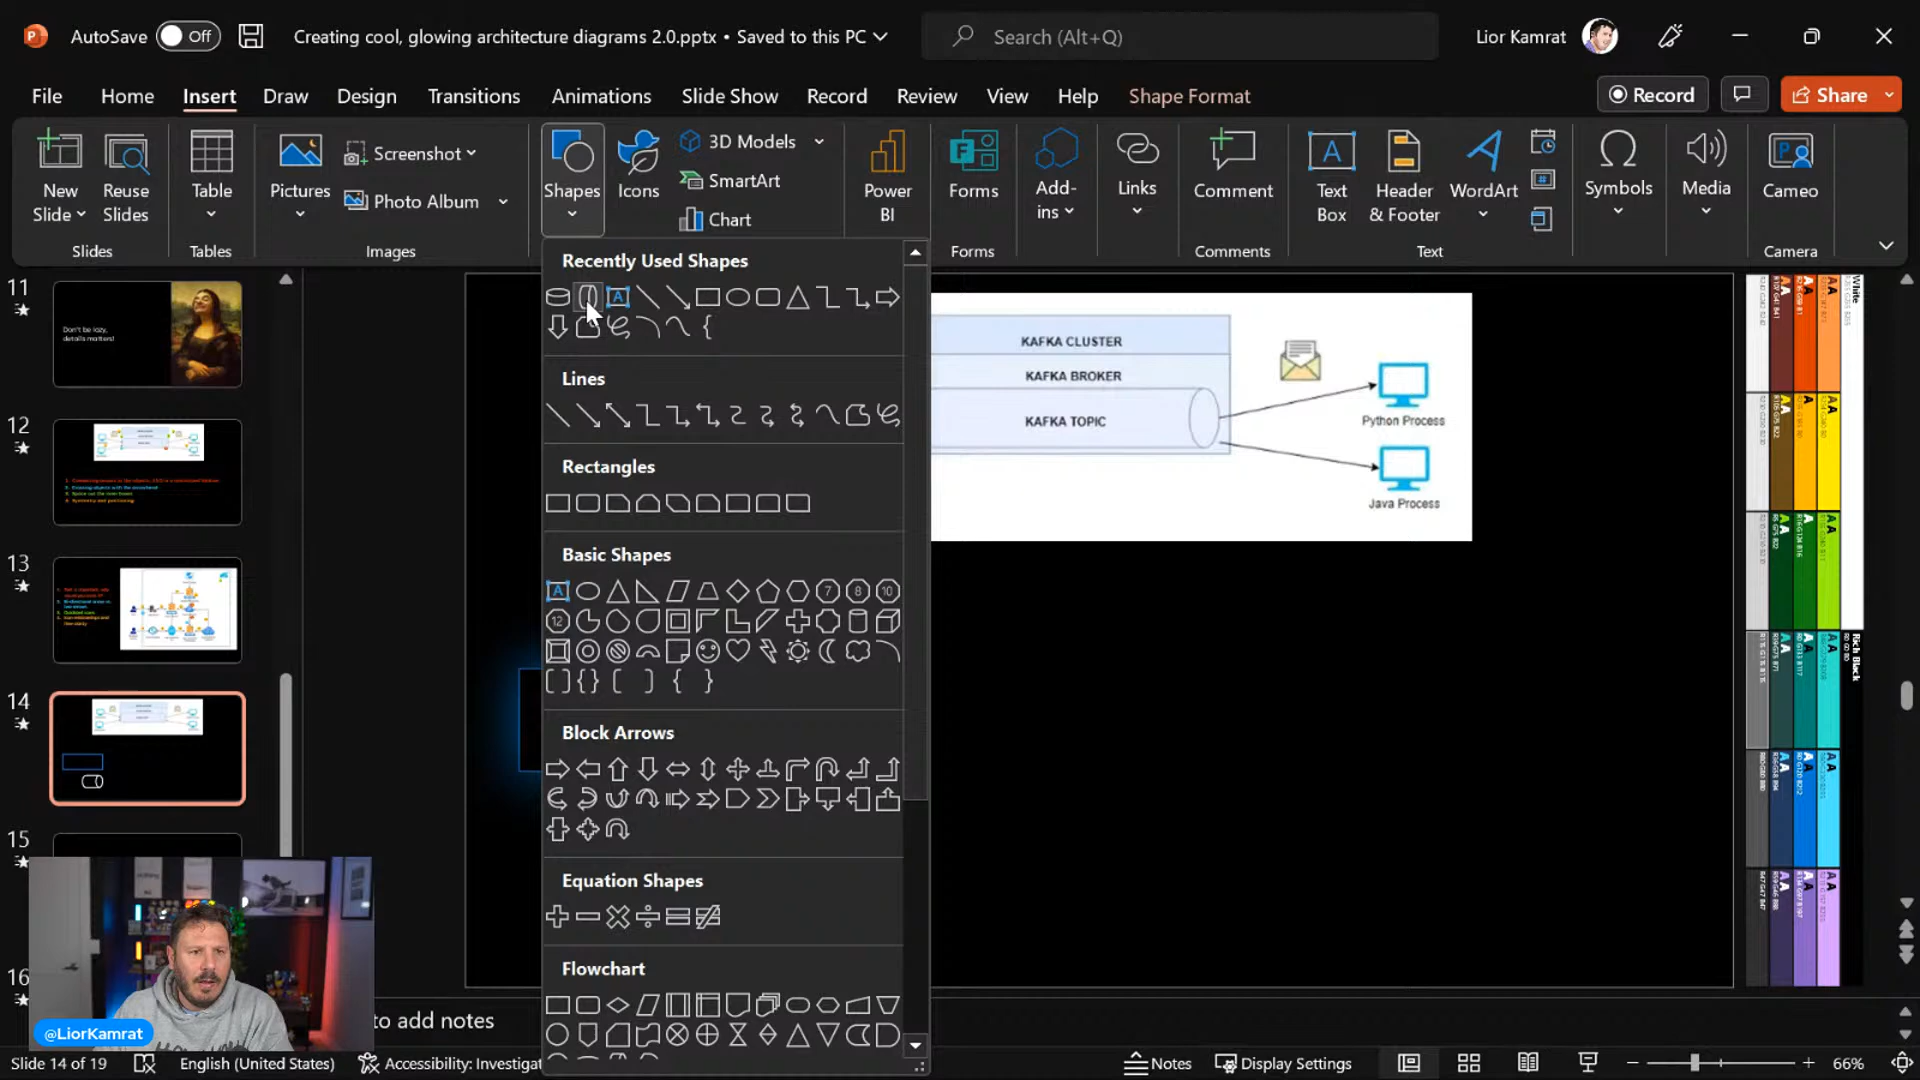 AutoSave Off Creating cool, glowing architecture diagrams 2.0.pptx • Saved to this PC Search (Alt+Q) Lior Kamrat
File Home Insert Draw Design Transitions Animations Slide Show Record Review View Help Shape Format Record Share
New Slide
Reuse Slides
Slides
Table
Tables
Pictures
Screenshot
Photo Album
Images
Shapes
Icons
3D Models
SmartArt
Chart
Power BI
Forms
Forms
Add-ins
Links
Comment
Comments
Text Box
Header & Footer
WordArt
Text
Symbols
Media
Cameo
Camera
Recently Used Shapes
Lines
Rectangles
Basic Shapes
Block Arrows
Equation Shapes
Flowchart
11
Don't be lazy,
details matters!
12
13
14
15
16
KAFKA CLUSTER
KAFKA BROKER
KAFKA TOPIC
Python Process
Java Process
White
Rich Black
@LiorKamrat
to add notes
Slide 14 of 19 English (United States) Accessibility: Investigat Notes Display Settings 66%